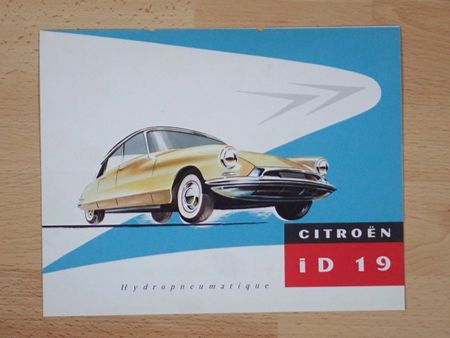 CITROËN
iD 19
Hydropneumatique